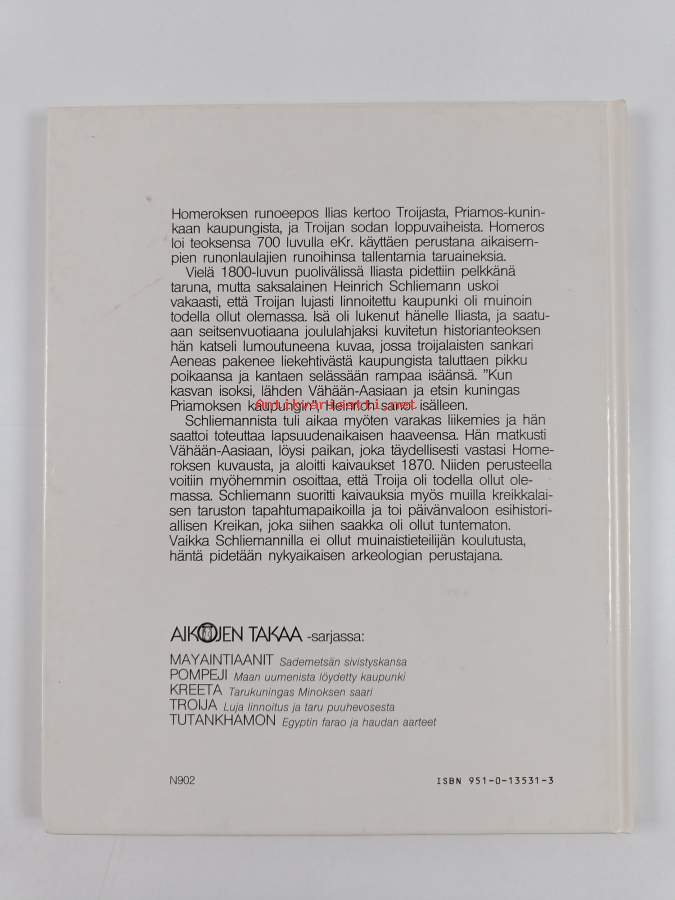 Homeroksen runoeepos Ilias kertoo Troijasta, Priamos-kunin-
kaan kaupungista, ja Troijan sodan loppuvaiheista. Homeros
loi teoksensa 700 luvulla eKr. käyttäen perustana aikaisem-
pien runonlaulajien runoihinsa tallentamia taruaineksia.
Vielä 1800-luvun puolivälissä Iliasta pidettiin pelkkänä
taruna, mutta saksalainen Heinrich Schliemann uskoi
vakaasti, että Troijan lujasti linnoitettu kaupunki oli muinoin
todella ollut olemassa. Isä oli lukenut hänelle Iliasta, ja saatu-
aan seitsenvuotiaana joululahjaksi kuvitetun historianteoksen
hän katseli lumoutuneena kuvaa, jossa troijalaisten sankari
Aeneas pakenee liekehtivästä kaupungista taluttaen pikku
poikaansa ja kantaen selässään rampaa isäänsä. ”Kun
kasvan isoksi, lähden Vähään-Aasiaan ja etsin kuningas
Priamoksen kaupungin”, Heinrich sanoi isälleen.
Antikvariaatti.net
Schliemannista tuli aikaa myöten varakas liikemies ja hän
saattoi toteuttaa lapsuudenaikaisen haaveensa. Hän matkusti
Vähään-Aasiaan, löysi paikan, joka täydellisesti vastasi Home-
roksen kuvausta, ja aloitti kaivaukset 1870. Niiden perusteella
voitiin myöhemmin osoittaa, että Troija oli todella ollut ole-
massa. Schliemann suoritti kaivauksia myös muilla kreikkalai-
sen taruston tapahtumapaikoilla ja toi päivänvaloon esihistori-
allisen Kreikan, joka siihen saakka oli ollut tuntematon.
Vaikka Schliemannilla ei ollut muinaistieteilijän koulutusta,
häntä pidetään nykyaikaisen arkeologian perustajana.
AIKOJEN TAKAA -sarjassa:
MAYAINTIAANIT Sademetsän sivistyskansa
POMPEJI Maan uumenista löydetty kaupunki
KREETA Tarukuningas Minoksen saari
TROIJA Luja linnoitus ja taru puuhevosesta
TUTANKHAMON Egyptin farao ja haudan aarteet
N902
ISBN 951-0-13531-3